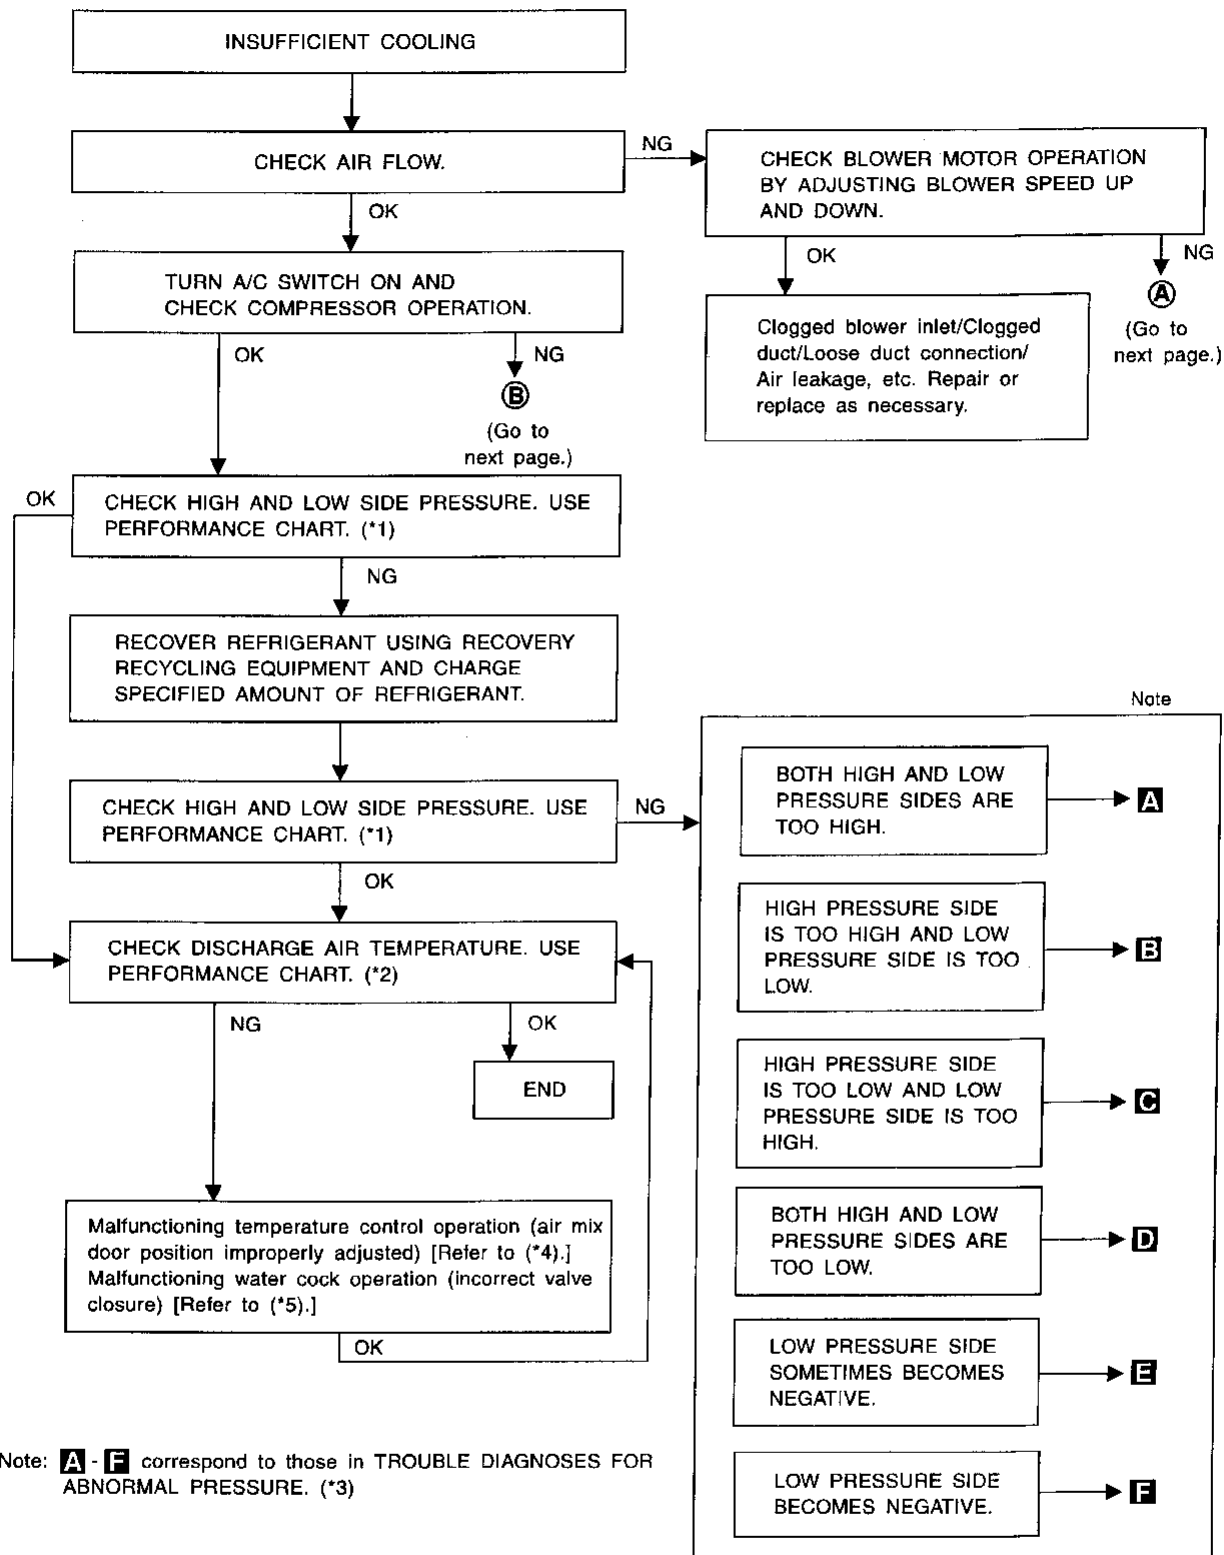 INSUFFICIENT COOLING
CHECK AIR FLOW.
NG
CHECK BLOWER MOTOR OPERATION
BY ADJUSTING BLOWER SPEED UP
AND DOWN.
OK
OK
NG
TURN A/C SWITCH ON AND
CHECK COMPRESSOR OPERATION.
Clogged blower inlet/Clogged
duct/Loose duct connection/
Air leakage, etc. Repair or
replace as necessary.
A
(Go to
next page.)
OK
NG
B
(Go to
next page.)
OK
CHECK HIGH AND LOW SIDE PRESSURE. USE
PERFORMANCE CHART. (*1)
NG
RECOVER REFRIGERANT USING RECOVERY
RECYCLING EQUIPMENT AND CHARGE
SPECIFIED AMOUNT OF REFRIGERANT.
CHECK HIGH AND LOW SIDE PRESSURE. USE
PERFORMANCE CHART. (*1)
NG
OK
CHECK DISCHARGE AIR TEMPERATURE. USE
PERFORMANCE CHART. (*2)
NG
OK
END
Malfunctioning temperature control operation (air mix
door position improperly adjusted) [Refer to (*4).]
Malfunctioning water cock operation (incorrect valve
closure) [Refer to (*5).]
OK
Note
BOTH HIGH AND LOW
PRESSURE SIDES ARE
TOO HIGH.
A
HIGH PRESSURE SIDE
IS TOO HIGH AND LOW
PRESSURE SIDE IS TOO
LOW.
B
HIGH PRESSURE SIDE
IS TOO LOW AND LOW
PRESSURE SIDE IS TOO
HIGH.
C
BOTH HIGH AND LOW
PRESSURE SIDES ARE
TOO LOW.
D
LOW PRESSURE SIDE
SOMETIMES BECOMES
NEGATIVE.
E
LOW PRESSURE SIDE
BECOMES NEGATIVE.
F
Note: A - F correspond to those in TROUBLE DIAGNOSES FOR
ABNORMAL PRESSURE. (*3)